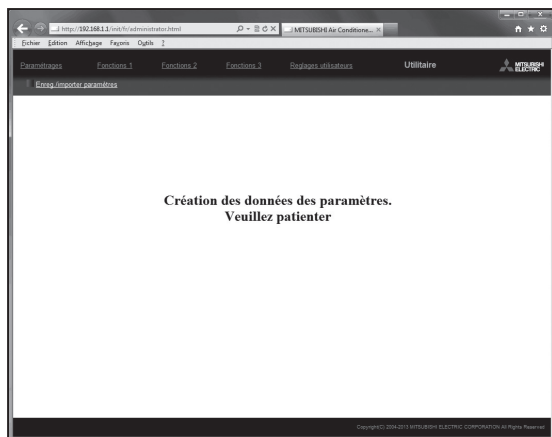 http://192.168.1.1/init/fr/administrator.html
MITSUBISHI Air Conditione...
Fichier Edition Affichage Favoris Outils ?
Paramétrages Fonctions 1 Fonctions 2 Fonctions 3 Reglages utilisateurs Utilitaire
MITSUBISHI
ELECTRIC
Enreg./importer paramétres
Création des données des paramètres.
Veuillez patienter
Copyright(C) 2004-2013 MITSUBISHI ELECTRIC CORPORATION All Rights Reserved